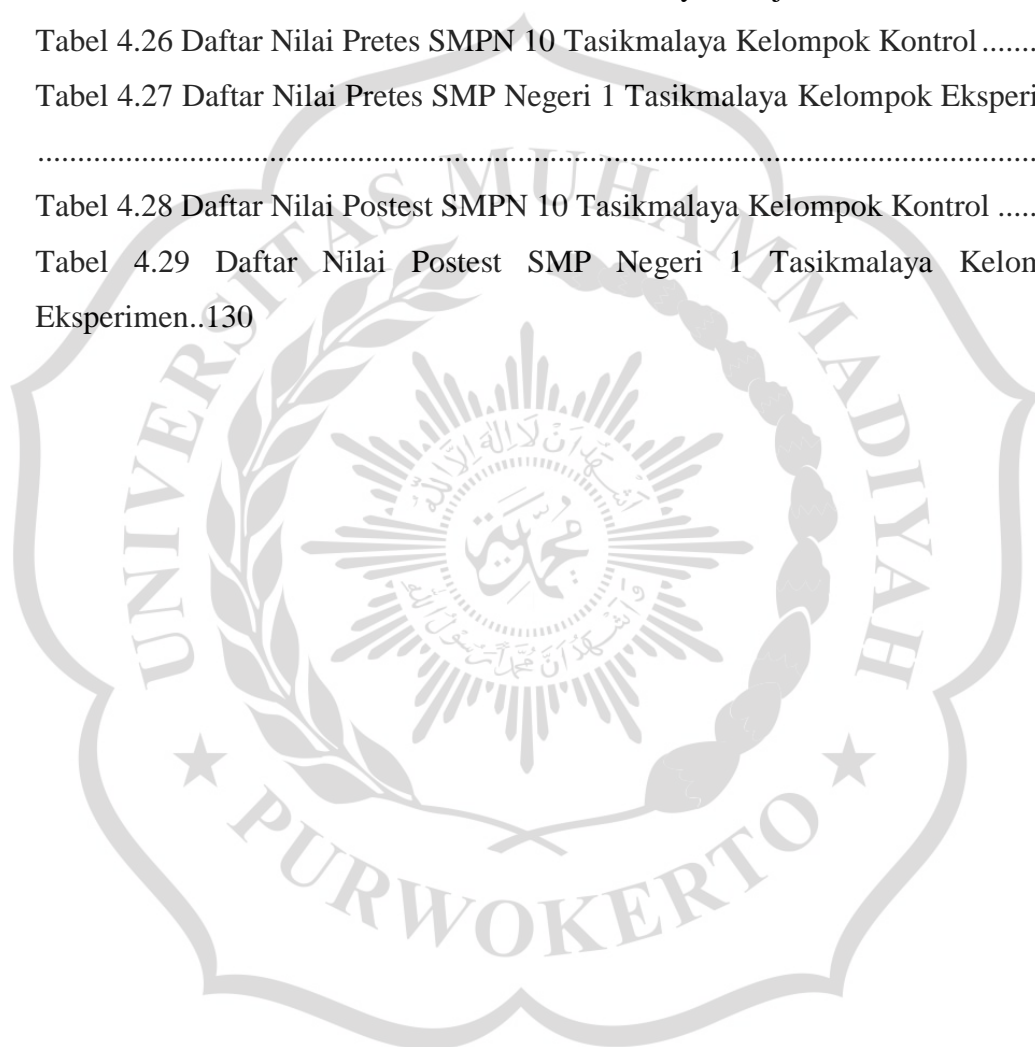 Tabel 4.26 Daftar Nilai Pretes SMPN 10 Tasikmalaya Kelompok Kontrol.......
Tabel 4.27 Daftar Nilai Pretes SMP Negeri 1 Tasikmalaya Kelompok Eksperi
............................................................................................................................
Tabel 4.28 Daftar Nilai Postest SMPN 10 Tasikmalaya Kelompok Kontrol .....
Tabel 4.29 Daftar Nilai Postest SMP Negeri 1 Tasikmalaya Kelom
Eksperimen..130
UNIVERSITAS MUHAMMADIYAH
PURWOKERTO